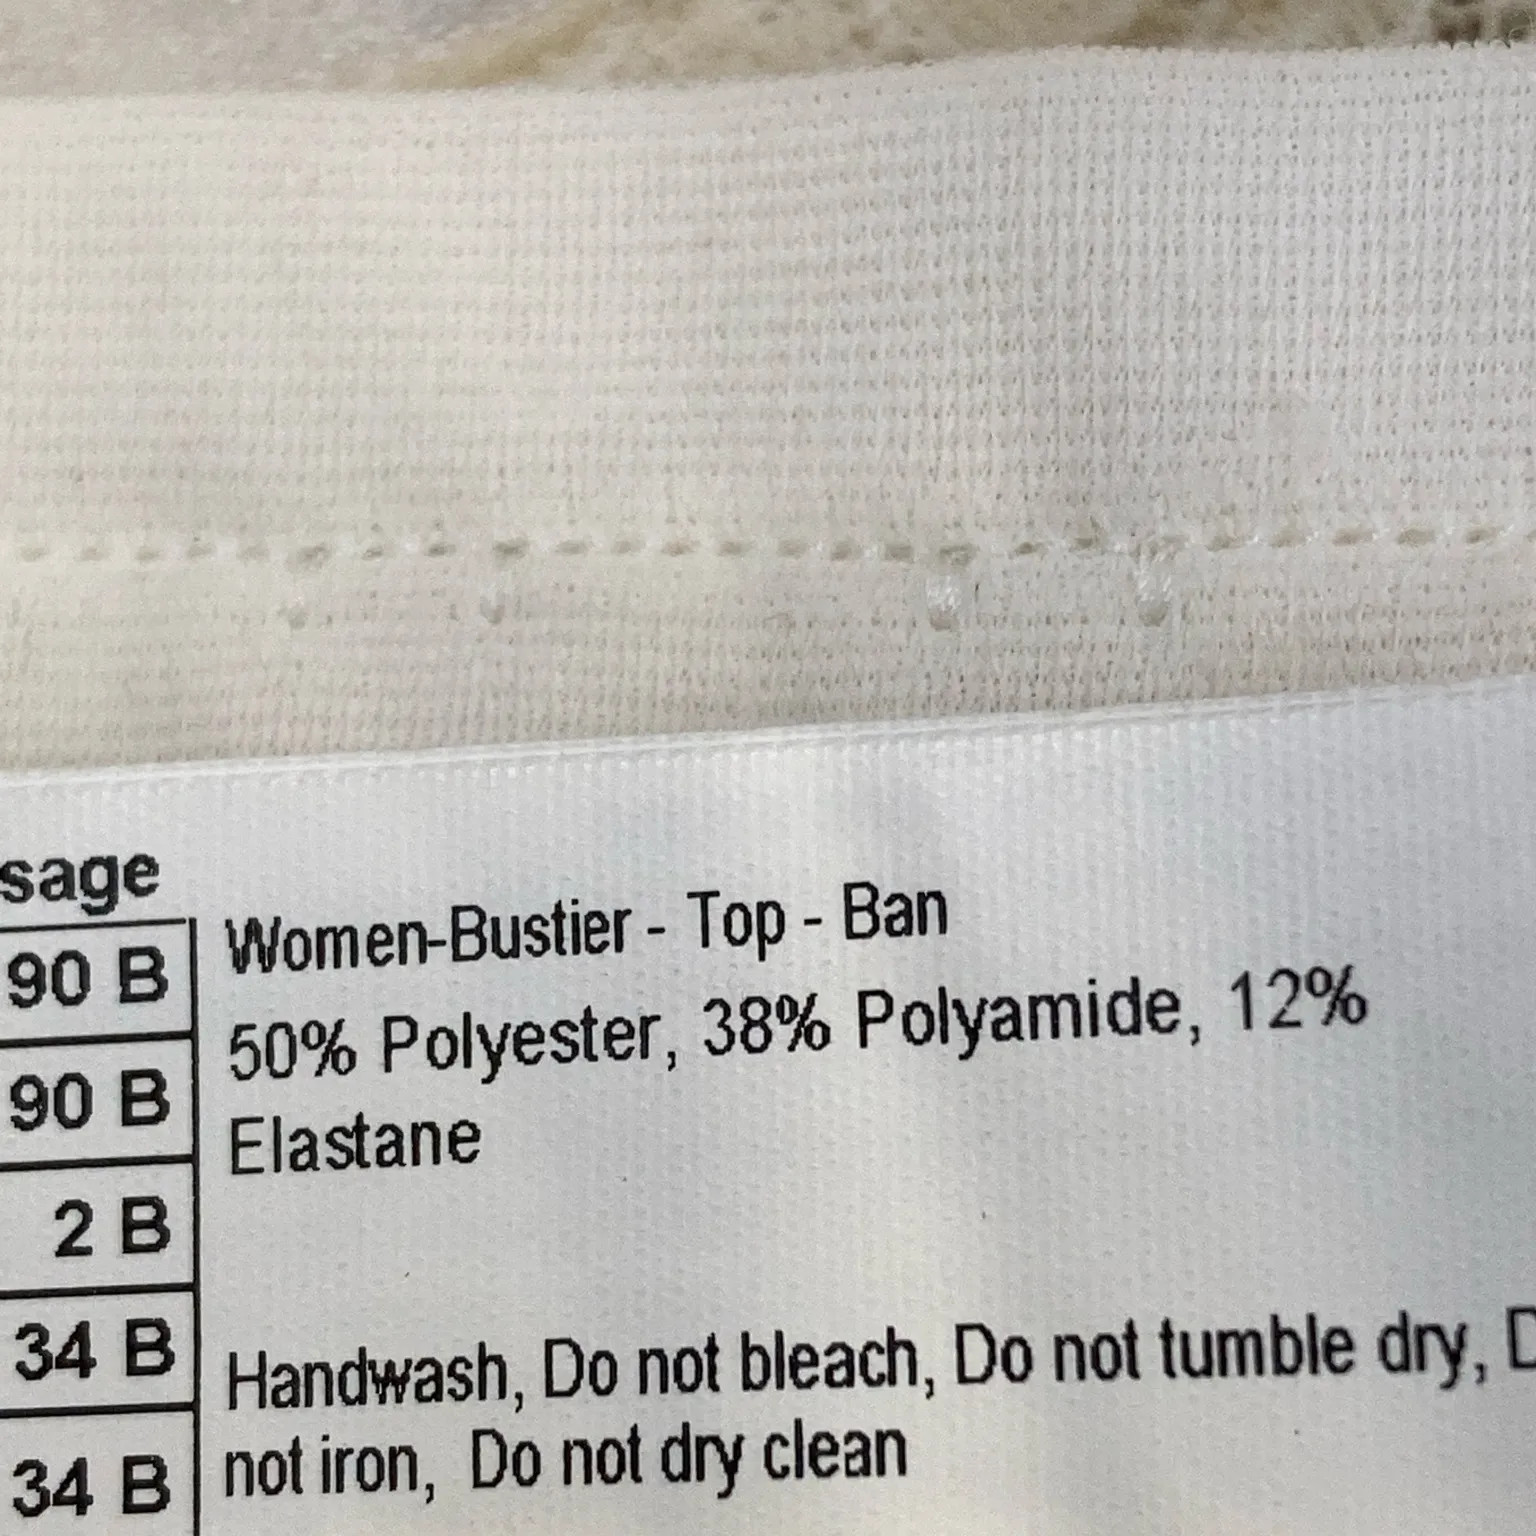 sage
90 B
90 B
2 B
34 B
34 B
Women-Bustier - Top - Ban
50% Polyester, 38% Polyamide, 12%
Elastane
Handwash, Do not bleach, Do not tumble dry, D
not iron, Do not dry clean